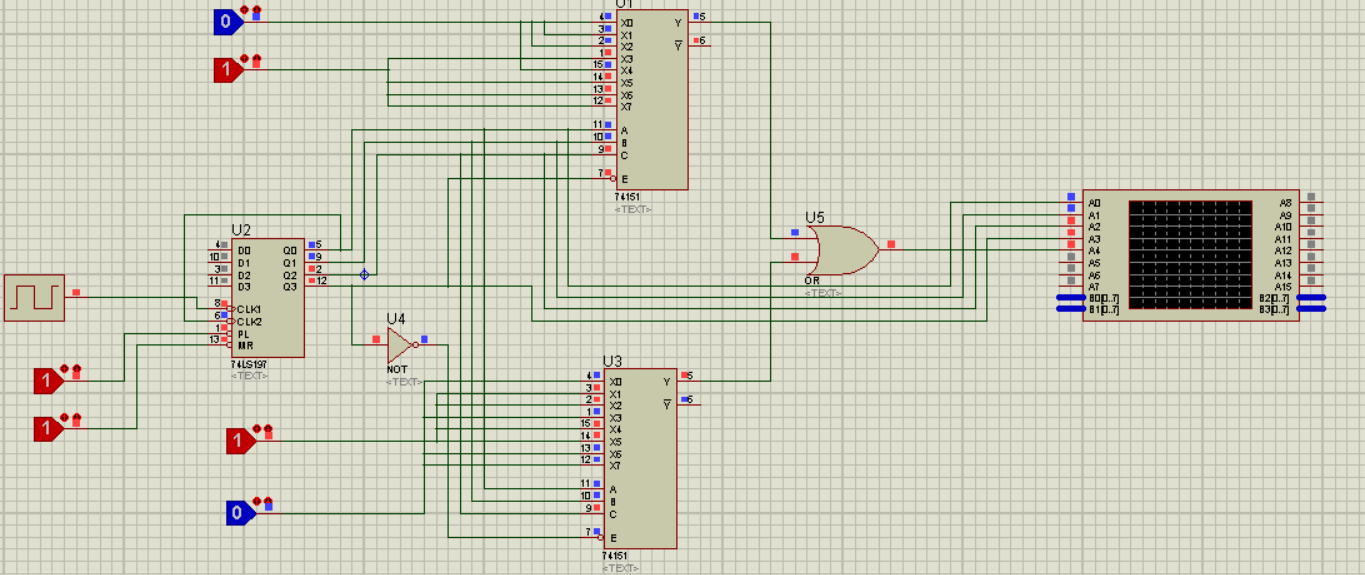 U1
0
4 X0 Y 5
3 X1
2 X2 Y 6
1 X3
1
15 X4
14 X5
13 X6
12 X7
11 A
10 B
9 C
7 E
74151
<TEXT>
U2
4 D0 Q0 5
10 D1 Q1 9
3 D2 Q2 2
11 D3 Q3 12
8 CLK1
6 CLK2
1 PL
13 MR
74LS197
<TEXT>
1
1
U4
NOT
<TEXT>
U5
OR
<TEXT>
A0 A8
A1 A9
A2 A10
A3 A11
A4 A12
A5 A13
A6 A14
A7 A15
B0[0..7] B2[0..7]
B1[0..7] B3[0..7]
U3
4 X0 Y 5
3 X1
2 X2 Y 6
1 X3
15 X4
1
14 X5
13 X6
12 X7
11 A
10 B
0
9 C
7 E
74151
<TEXT>